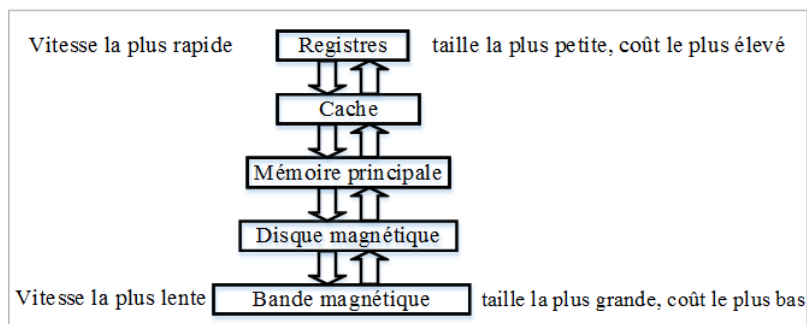 Vitesse la plus rapide Registres taille la plus petite, coût le plus élevé
Cache
Mémoire principale
Disque magnétique
Vitesse la plus lente Bande magnétique taille la plus grande, coût le plus bas